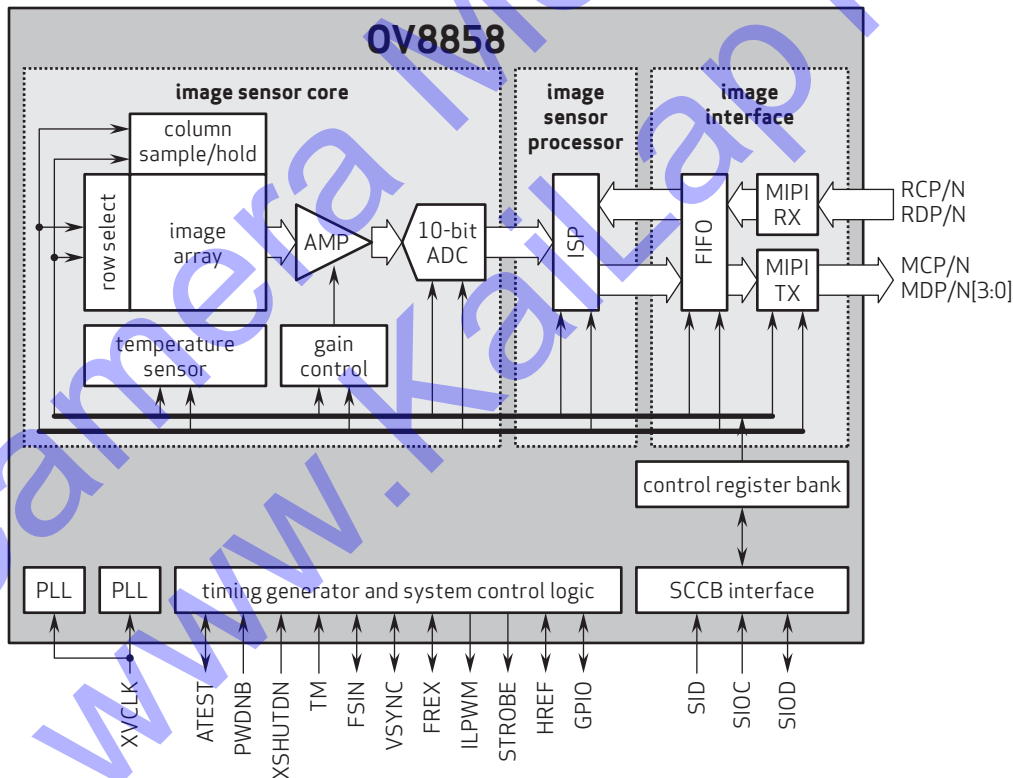 OV8858
image sensor core
image
sensor
processor
image
interface
column
sample/hold
row select
image
array
AMP
10-bit
ADC
ISP
FIFO
MIPI
RX
MIPI
TX
RCP/N
RDP/N
MCP/N
MDP/N[3:0]
temperature
sensor
gain
control
control register bank
PLL
PLL
timing generator and system control logic
SCCB interface
XVCLK
ATEST
PWDNB
XSHUTDN
TM
FSIN
VSYNC
FREX
ILPWM
STROBE
HREF
GPIO
SID
SIOC
SIOD
camera
www.KaiLap